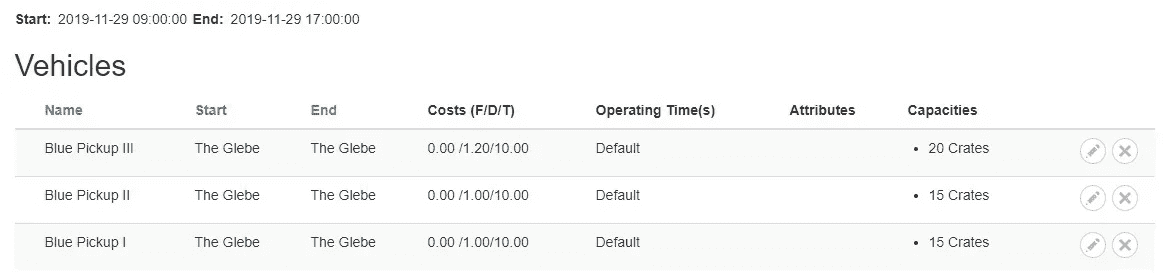 Start: 2019-11-29 09:00:00 End: 2019-11-29 17:00:00
Vehicles
Name Start End Costs (F/D/T) Operating Time(s) Attributes Capacities
Blue Pickup III The Glebe The Glebe 0.00 /1.20/10.00 Default • 20 Crates
Blue Pickup II The Glebe The Glebe 0.00 /1.00/10.00 Default • 15 Crates
Blue Pickup I The Glebe The Glebe 0.00 /1.00/10.00 Default • 15 Crates